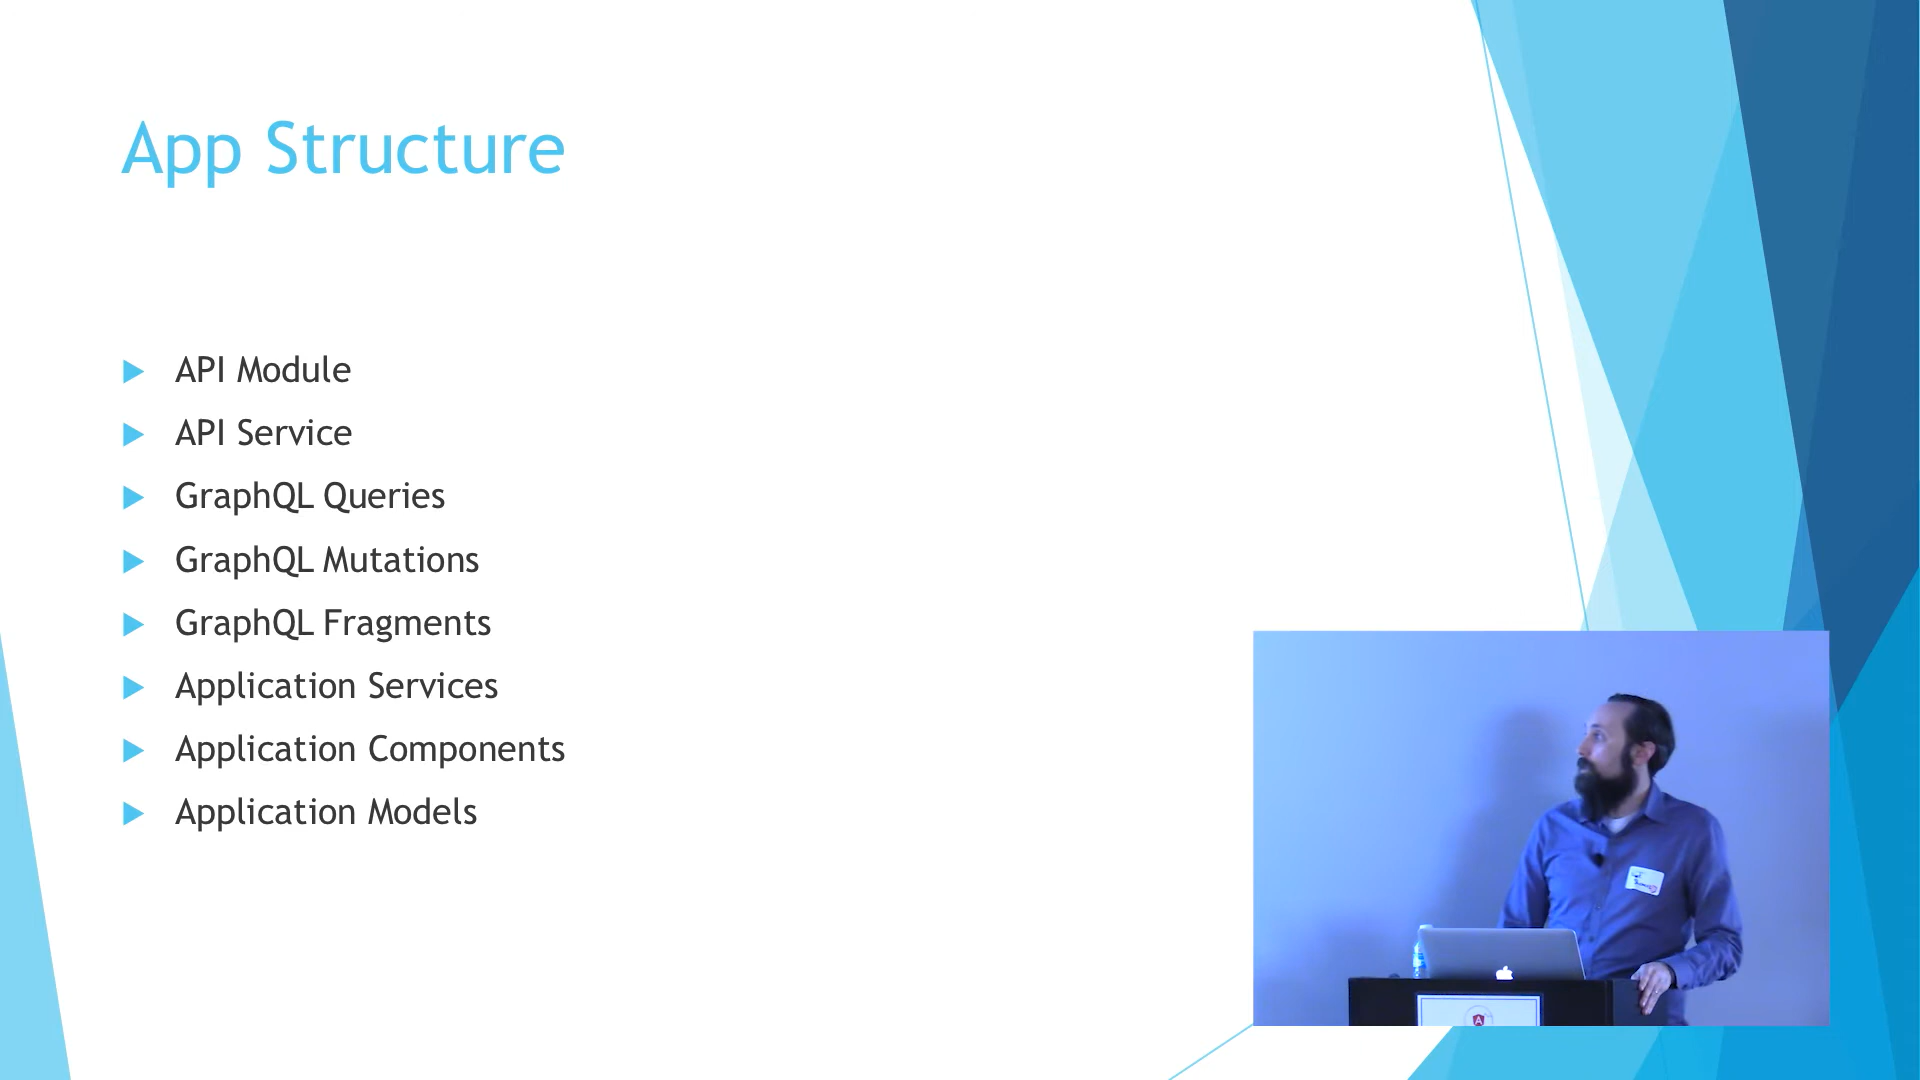 App Structure
API Module
API Service
GraphQL Queries
GraphQL Mutations
GraphQL Fragments
Application Services
Application Components
Application Models
A